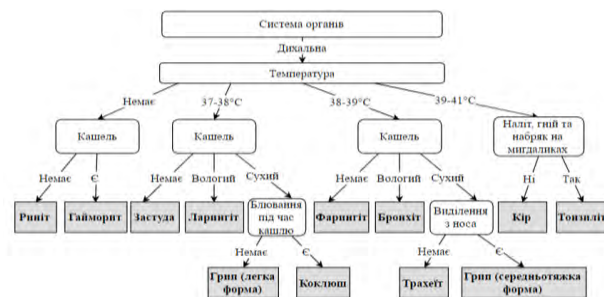 Система органів
Дихальна
Температура
Немає
37-38°C
38-39°C
39-41°C
Кашель
Кашель
Кашель
Наліт, гній та
набряк на
мигдаликах
Немає
Є
Немає
Вологий
Сухий
Немає
Вологий
Сухий
Ні
Так
Риніт
Гайморит
Застуда
Ларингіт
Блювання
під час
кашлю
Фарингіт
Бронхіт
Виділення
з носа
Кір
Тонзиліт
Немає
Є
Немає
Є
Грип (легка
форма)
Коклюш
Трахеїт
Грип (середньотяжка
форма)